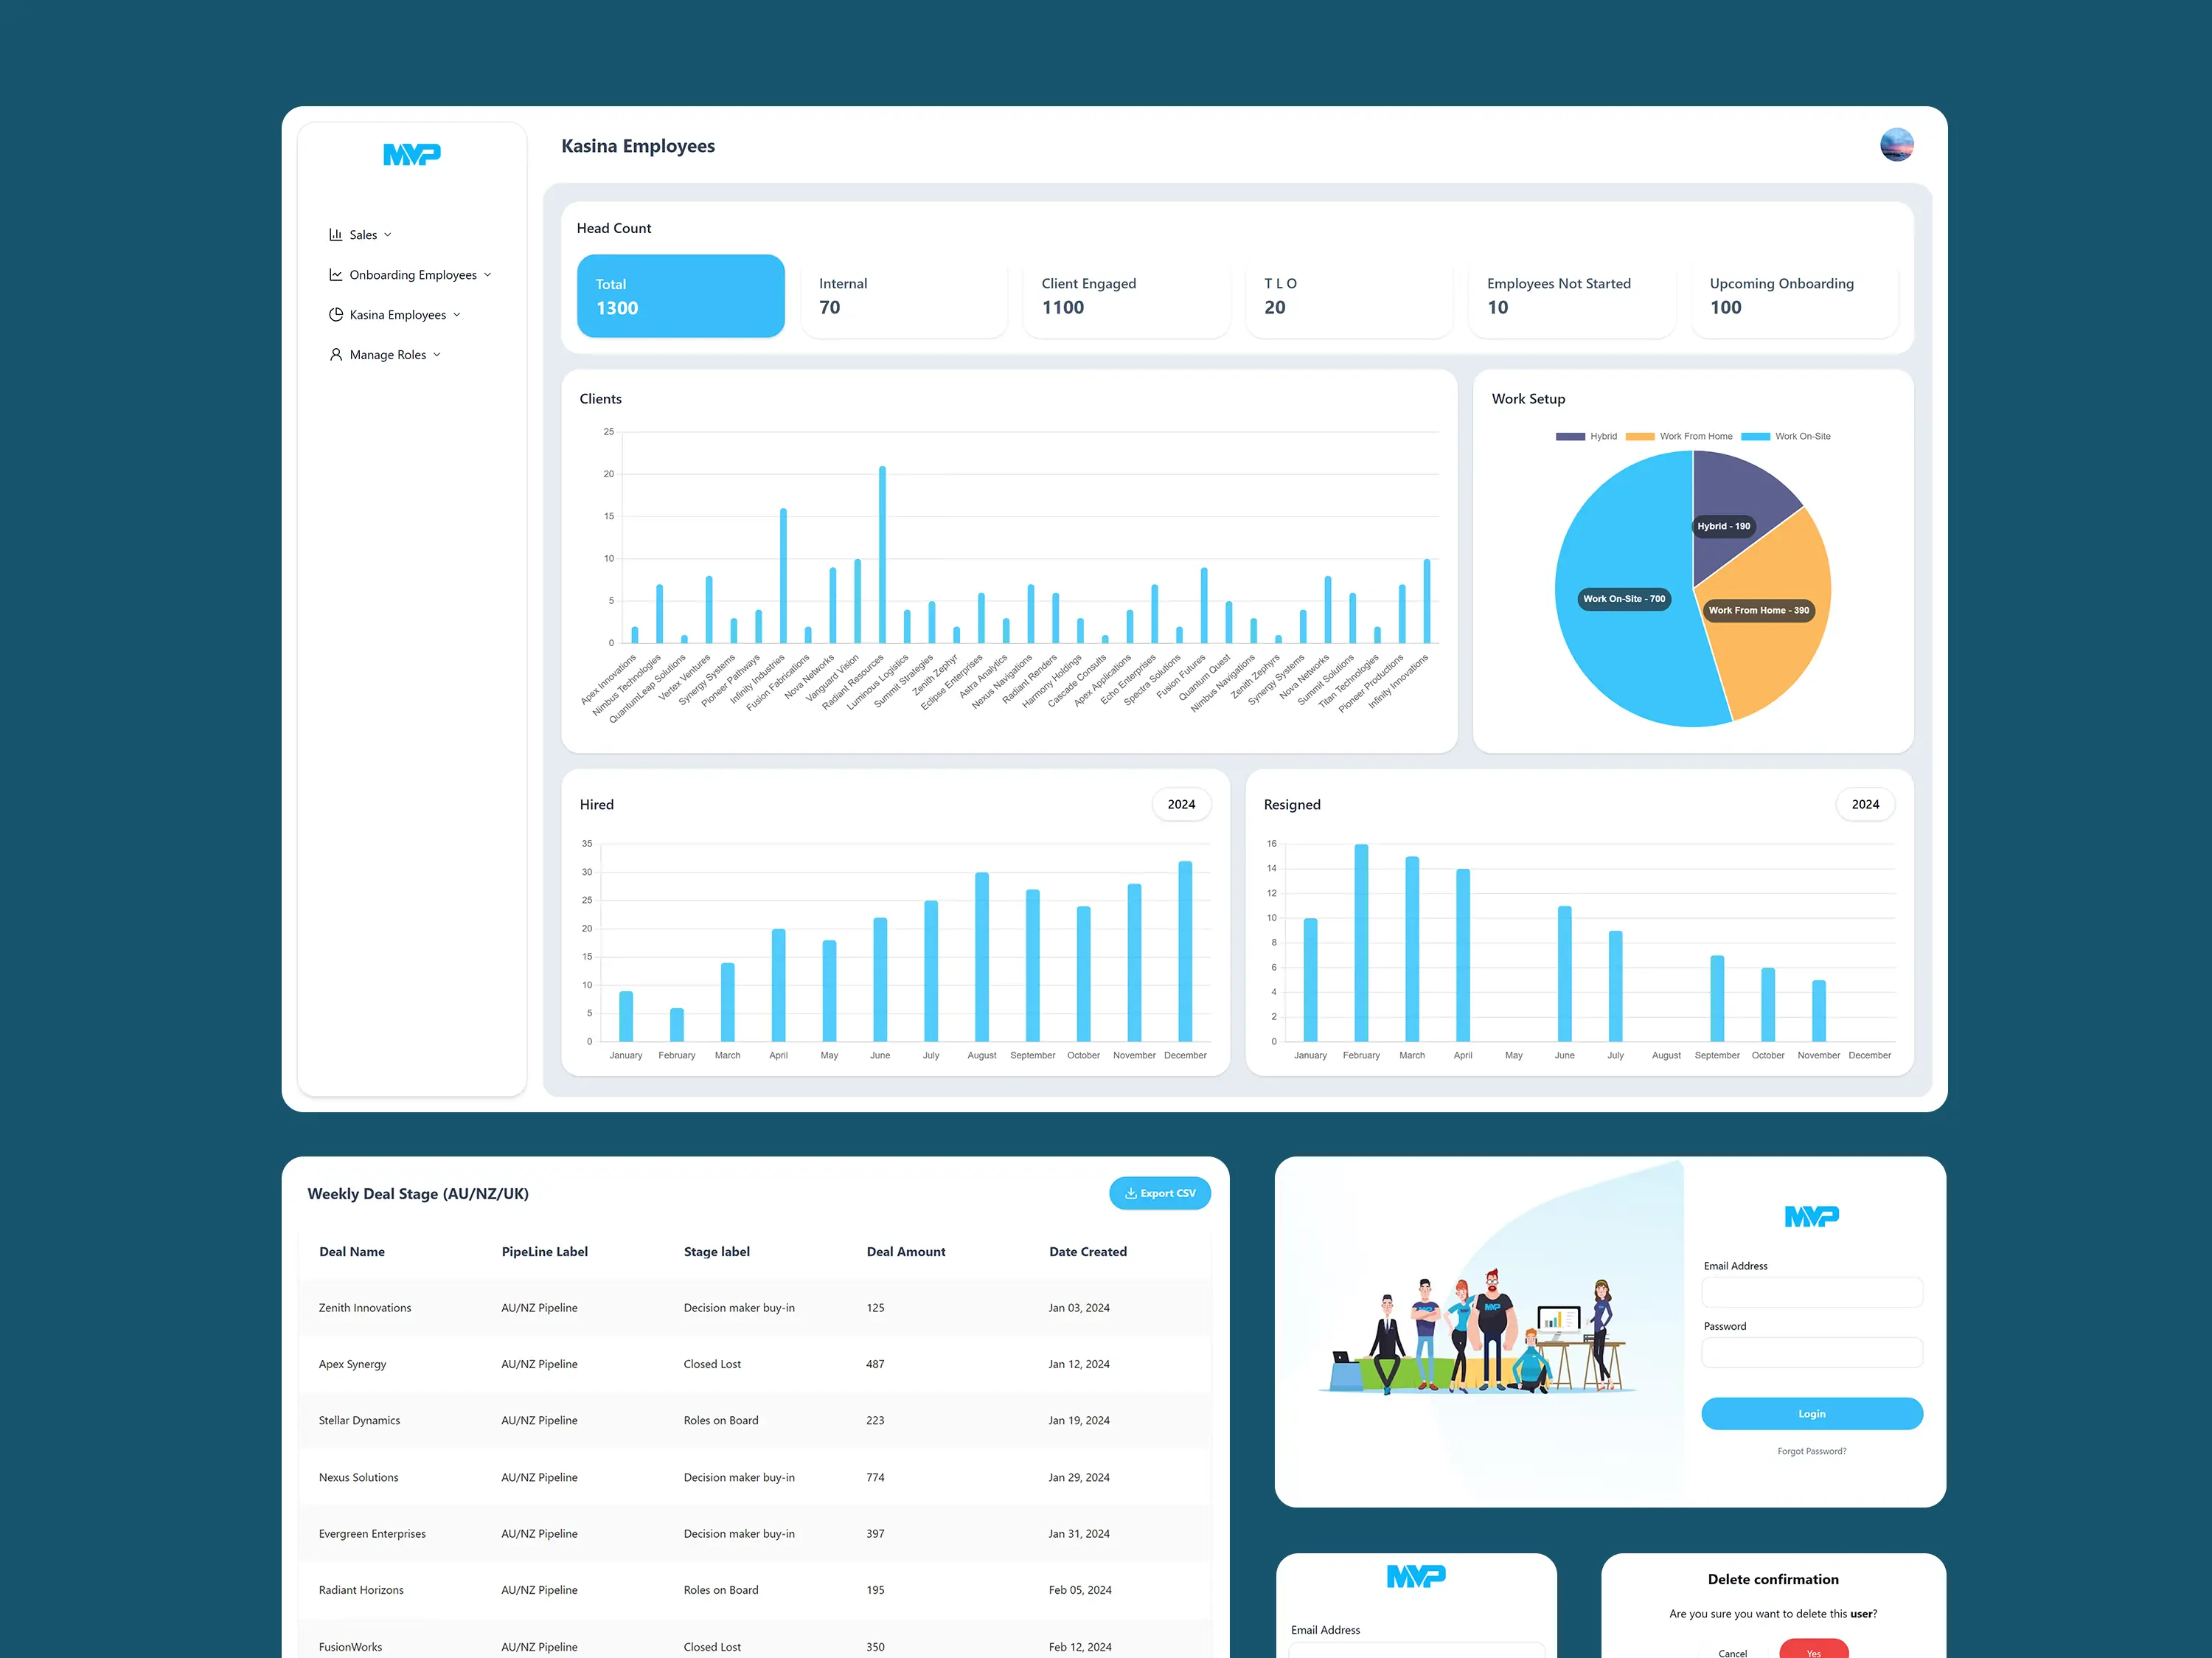 MVP
Sales
Onboarding Employees
Kasina Employees
Manage Roles
Kasina Employees
Head Count
Total
1300
Internal
70
Client Engaged
1100
T L O
20
Employees Not Started
10
Upcoming Onboarding
100
Clients
25
20
15
10
5
0
Apex Innovations
Nimbus Technologies
QuantumLeap Solutions
Vertex Ventures
Synergy Systems
Pioneer Pathways
Infinity Industries
Fusion Fabrications
Nova Networks
Vanguard Vision
Radiant Resources
Luminous Logistics
Summit Strategies
Zenith Zephyr
Eclipse Enterprises
Astra Analytics
Nexus Navigations
Radiant Renders
Harmony Holdings
Cascade Consults
Apex Applications
Echo Enterprises
Spectra Solutions
Fusion Futures
Quantum Quest
Nimbus Navigations
Zenith Zephyrs
Synergy Systems
Nova Networks
Summit Solutions
Titan Technologies
Pioneer Productions
Infinity Innovations
Work Setup
Hybrid Work From Home Work On-Site
Hybrid - 190
Work On-Site - 700
Work From Home - 390
Hired
2024
35
30
25
20
15
10
5
0
January February March April May June July August September October November December
Resigned
2024
16
14
12
10
8
6
4
2
0
January February March April May June July August September October November December
Weekly Deal Stage (AU/NZ/UK)
Export CSV
Deal Name PipeLine Label Stage label Deal Amount Date Created
Zenith Innovations AU/NZ Pipeline Decision maker buy-in 125 Jan 03, 2024
Apex Synergy AU/NZ Pipeline Closed Lost 487 Jan 12, 2024
Stellar Dynamics AU/NZ Pipeline Roles on Board 223 Jan 19, 2024
Nexus Solutions AU/NZ Pipeline Decision maker buy-in 774 Jan 29, 2024
Evergreen Enterprises AU/NZ Pipeline Decision maker buy-in 397 Jan 31, 2024
Radiant Horizons AU/NZ Pipeline Roles on Board 195 Feb 05, 2024
FusionWorks AU/NZ Pipeline Closed Lost 350 Feb 12, 2024
MVP
MVP
Email Address
Password
Login
Forgot Password?
MVP
Email Address
Delete confirmation
Are you sure you want to delete this user?
Cancel
Yes